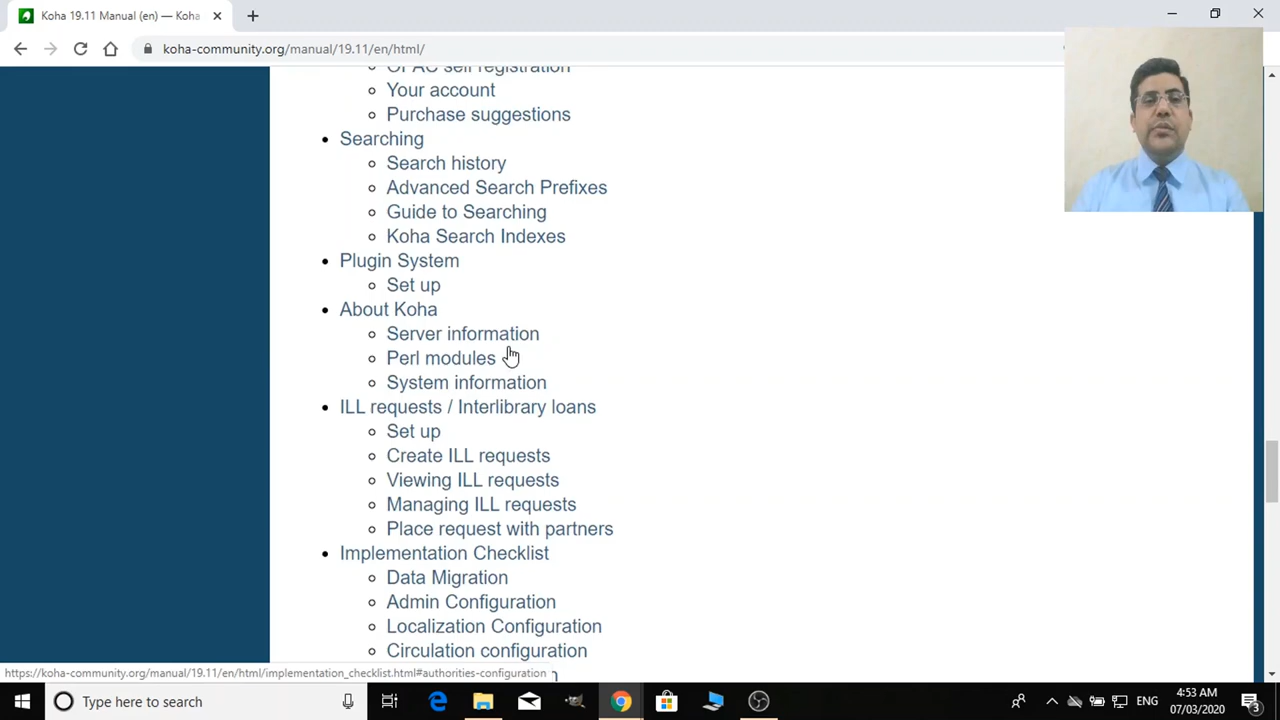 Koha 19.11 Manual (en) — Koha
koha-community.org/manual/19.11/en/html/
OPAC self registration
Your account
Purchase suggestions
Searching
Search history
Advanced Search Prefixes
Guide to Searching
Koha Search Indexes
Plugin System
Set up
About Koha
Server information
Perl modules
System information
ILL requests / Interlibrary loans
Set up
Create ILL requests
Viewing ILL requests
Managing ILL requests
Place request with partners
Implementation Checklist
Data Migration
Admin Configuration
Localization Configuration
Circulation configuration
https://koha-community.org/manual/19.11/en/html/implementation_checklist.html#authorities-configuration
Type here to search
ENG
4:53 AM
07/03/2020
3